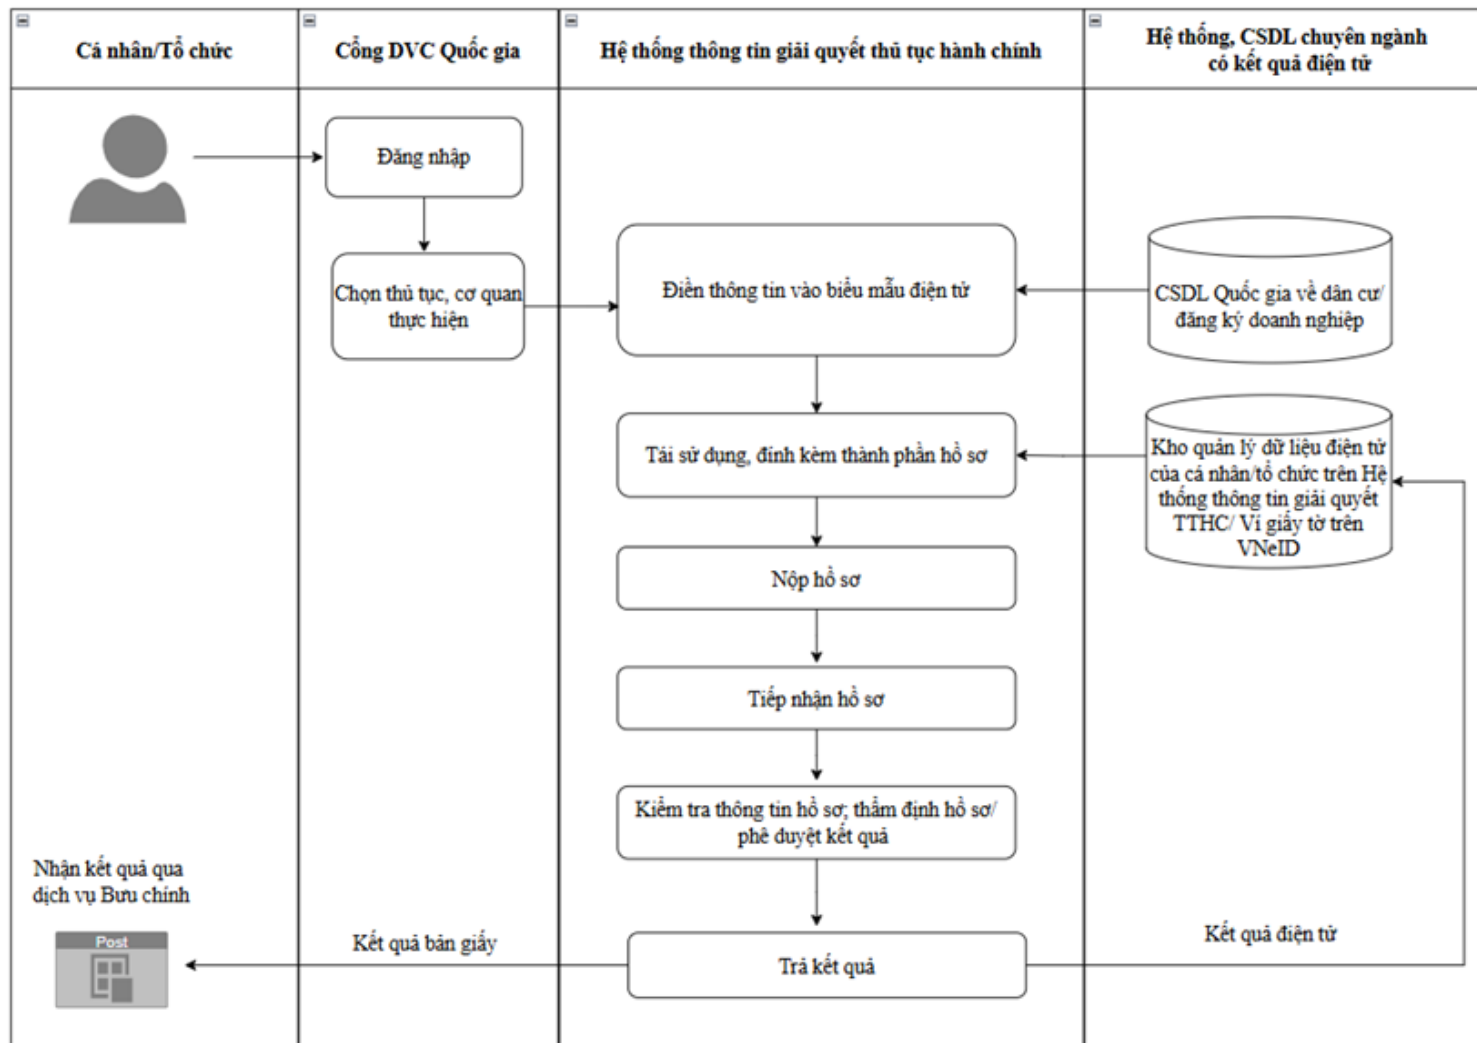 Cá nhân/Tổ chức
Cổng DVC Quốc gia
Hệ thống thông tin giải quyết thủ tục hành chính
Hệ thống, CSDL chuyên ngành
có kết quả điện tử
Đăng nhập
Chọn thủ tục, cơ quan
thực hiện
Điền thông tin vào biểu mẫu điện tử
CSDL Quốc gia về dân cư/
đăng ký doanh nghiệp
Tái sử dụng, đính kèm thành phần hồ sơ
Kho quản lý dữ liệu điện tử
của cá nhân/tổ chức trên Hệ
thống thông tin giải quyết
TTHC/ Ví giấy tờ trên
VNeID
Nộp hồ sơ
Tiếp nhận hồ sơ
Kiểm tra thông tin hồ sơ; thẩm định hồ sơ/
phê duyệt kết quả
Nhận kết quả qua
dịch vụ Bưu chính
Post
Kết quả bản giấy
Trả kết quả
Kết quả điện tử